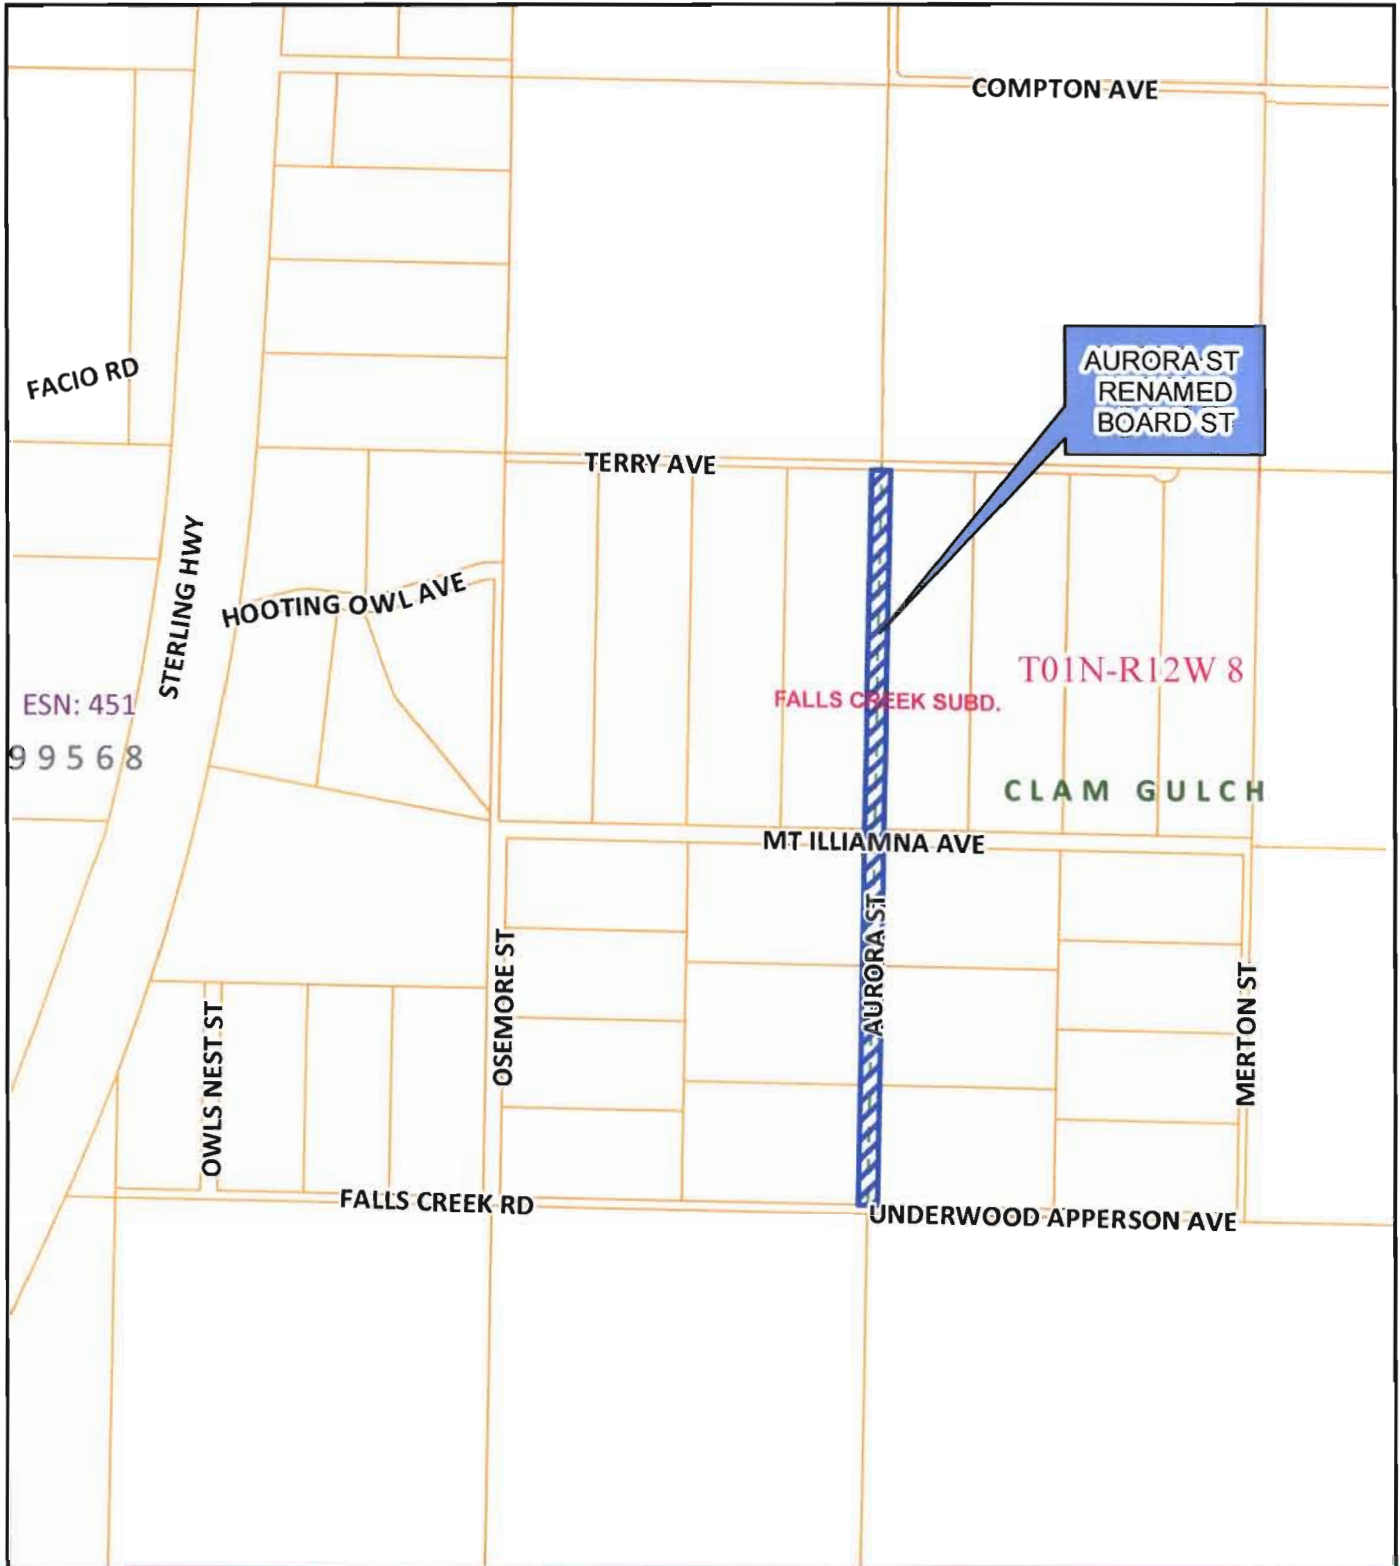 COMPTON AVE
FACIO RD
AURORA ST
RENAMED
BOARD ST
TERRY AVE
STERLING HWY
HOOTING OWL AVE
T01N-R12W 8
ESN: 451
FALLS CREEK SUBD.
99568
CLAM GULCH
MT ILLIAMNA AVE
AURORA ST
OSEMORE ST
MERTON ST
OWLS NEST ST
FALLS CREEK RD
UNDERWOOD APPERSON AVE